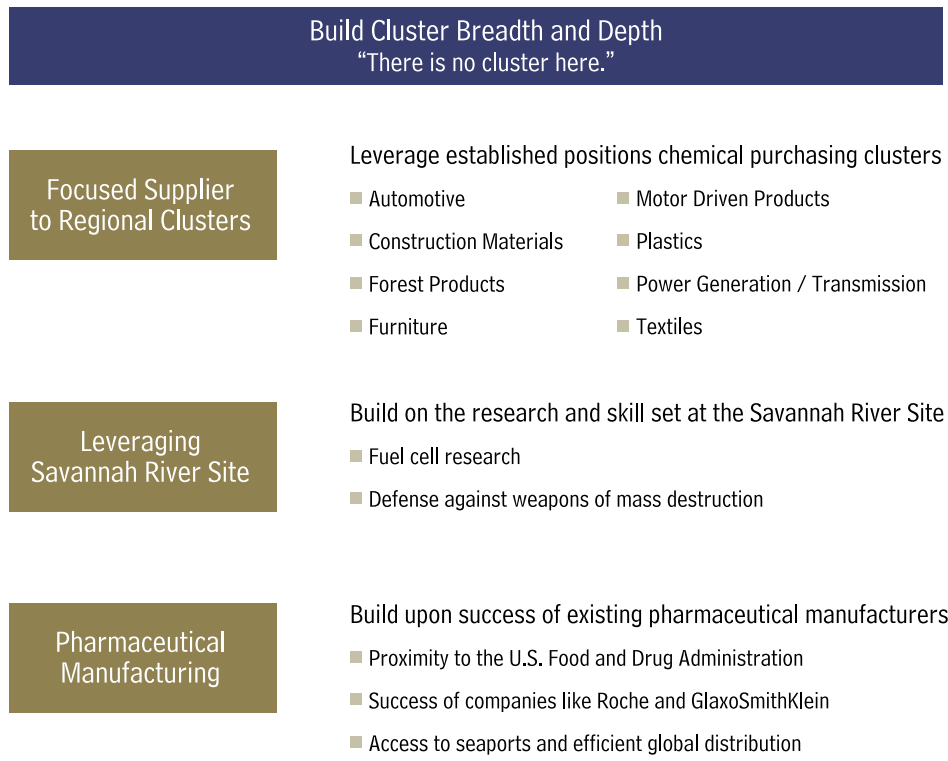 Build Cluster Breadth and Depth
“There is no cluster here.”
Focused Supplier
to Regional Clusters
Leverage established positions chemical purchasing clusters
Automotive
Construction Materials
Forest Products
Furniture
Motor Driven Products
Plastics
Power Generation / Transmission
Textiles
Leveraging
Savannah River Site
Build on the research and skill set at the Savannah River Site
Fuel cell research
Defense against weapons of mass destruction
Pharmaceutical
Manufacturing
Build upon success of existing pharmaceutical manufacturers
Proximity to the U.S. Food and Drug Administration
Success of companies like Roche and GlaxoSmithKlein
Access to seaports and efficient global distribution